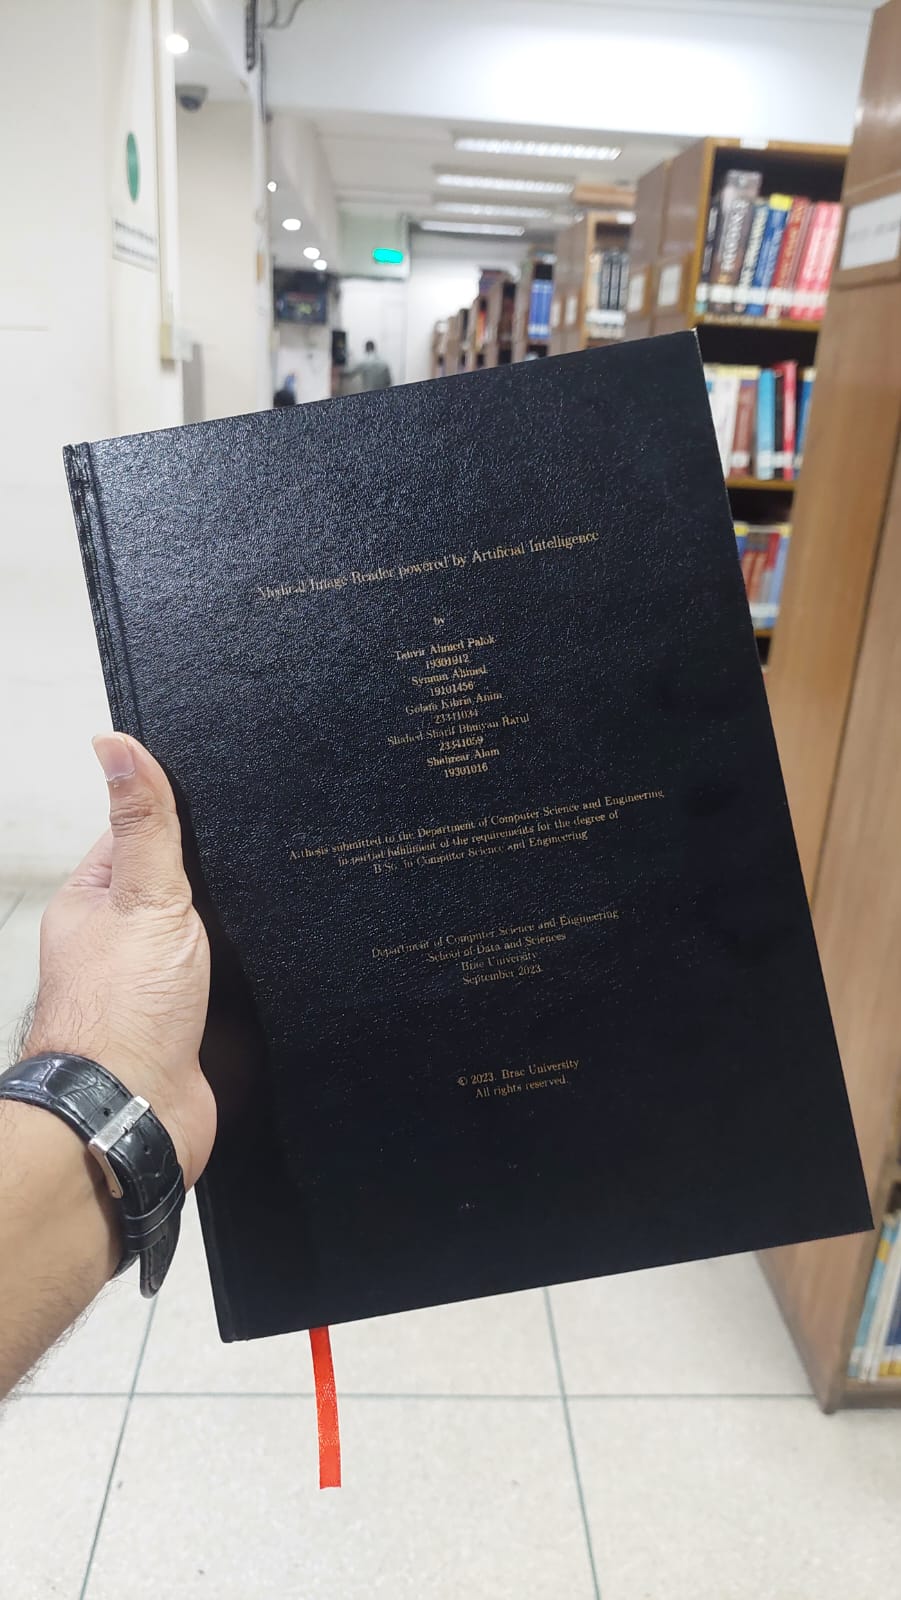 Medical Image Reader powered by Artificial Intelligence
by
Tanvir Ahmed Palok
19301912
Symum Ahmed
19101456
Golam Kibria Anim
23341034
Shahed Sharif Bhuiyan Ratul
23341059
Shehrear Alam
19301016
A thesis submitted to the Department of Computer Science and Engineering
in partial fulfillment of the requirements for the degree of
B.Sc. in Computer Science and Engineering
Department of Computer Science and Engineering
School of Data and Sciences
Brac University
September 2023
© 2023. Brac University
All rights reserved.